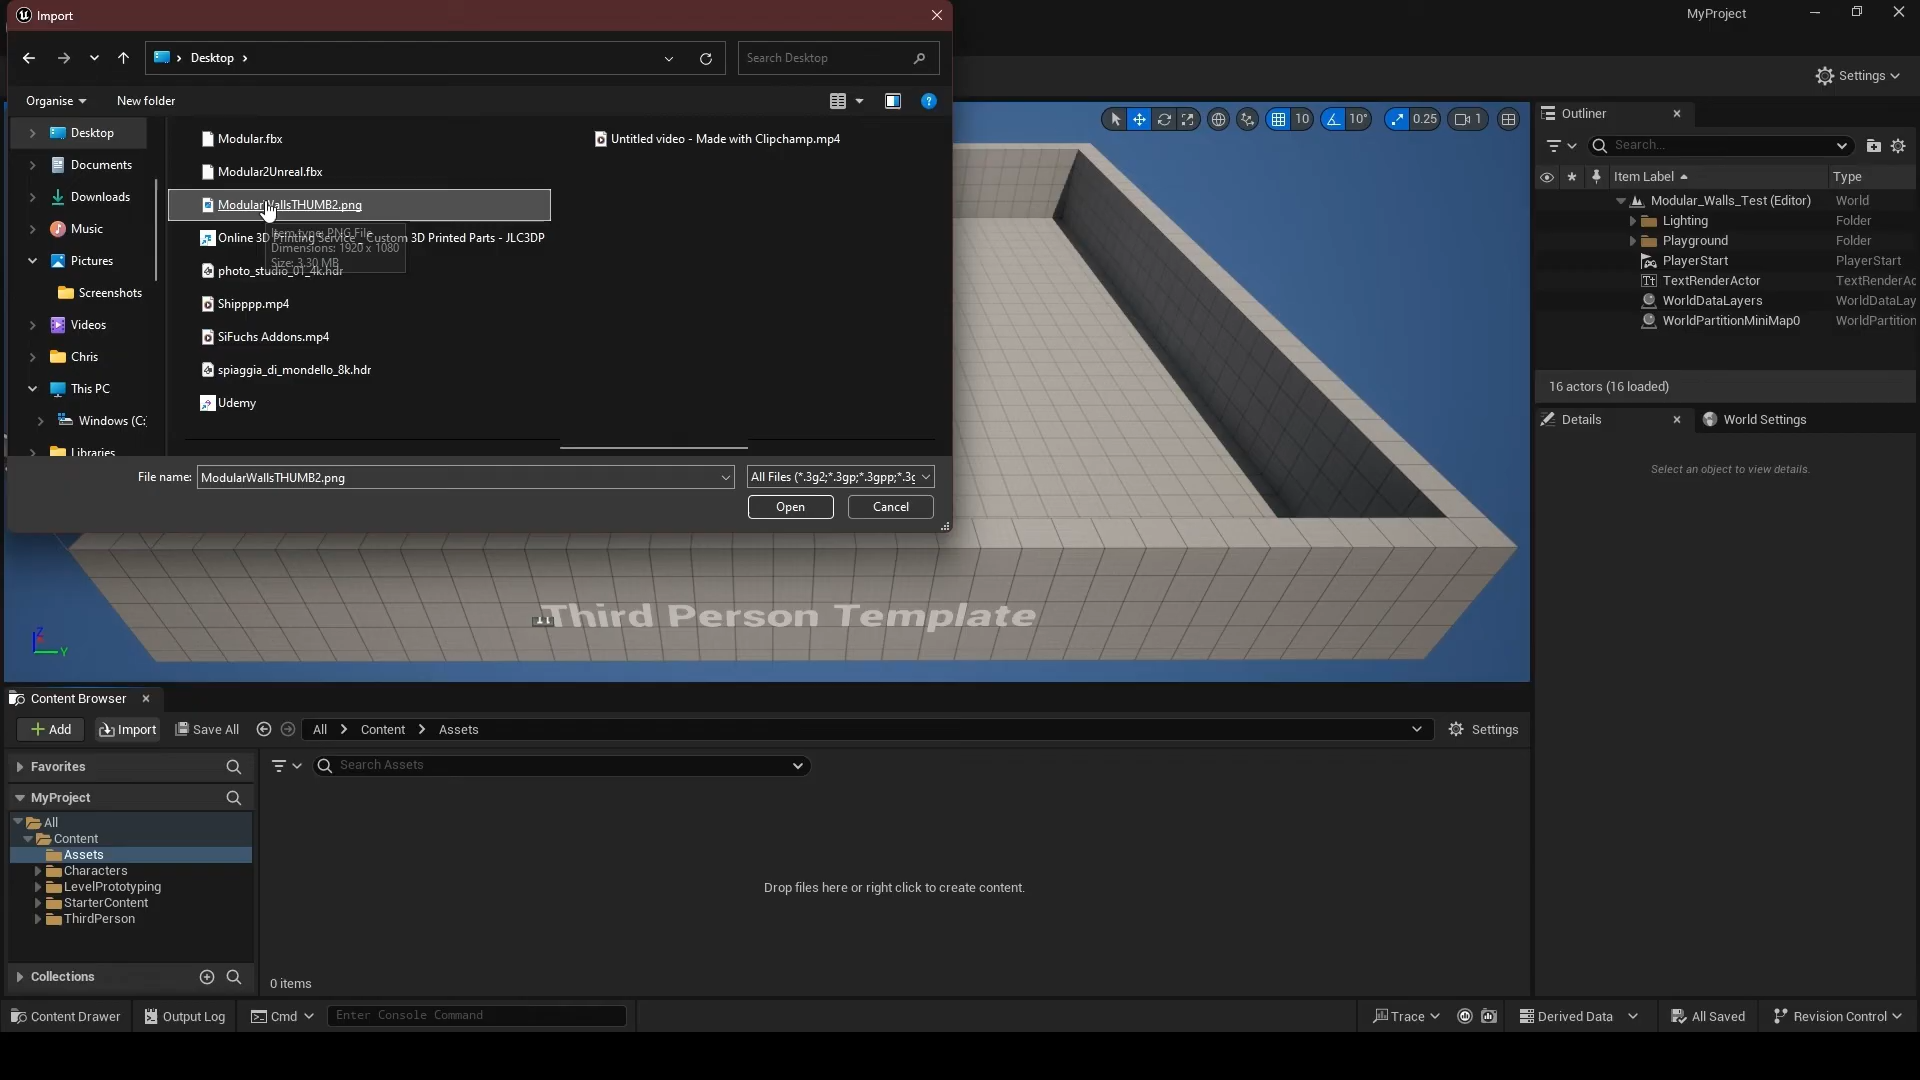 Import
MyProject
Desktop
Search Desktop
Settings
Organise
New folder
Desktop
Documents
Downloads
Music
Pictures
Screenshots
Videos
Chris
This PC
Windows (C:
Libraries
Modular.fbx
Modular2Unreal.fbx
ModularWallsTHUMB2.png
Online 3D Printing Service - Custom 3D Printed Parts - JLC3DP
Item type: PNG File
Dimensions: 1920 x 1080
Size: 3.30 MB
photo_studio_01_4k.hdr
Shipppp.mp4
SiFuchs Addons.mp4
spiaggia_di_mondello_8k.hdr
Udemy
Untitled video - Made with Clipchamp.mp4
File name: ModularWallsTHUMB2.png
All Files (*.3g2;*.3gp;*.3gpp;*.3g
Open
Cancel
10
10°
0.25
1
Third Person Template
Z
Y
Outliner
Search...
Item Label
Type
Modular_Walls_Test (Editor) World
Lighting Folder
Playground Folder
PlayerStart PlayerStart
TextRenderActor TextRenderAc
WorldDataLayers WorldDataLay
WorldPartitionMiniMap0 WorldPartition
16 actors (16 loaded)
Details
World Settings
Select an object to view details.
Content Browser
Add
Import
Save All
All > Content > Assets
Settings
Favorites
Search Assets
MyProject
All
Content
Assets
Characters
LevelPrototyping
StarterContent
ThirdPerson
Drop files here or right click to create content.
Collections
0 items
Content Drawer
Output Log
Cmd
Enter Console Command
Trace
Derived Data
All Saved
Revision Control